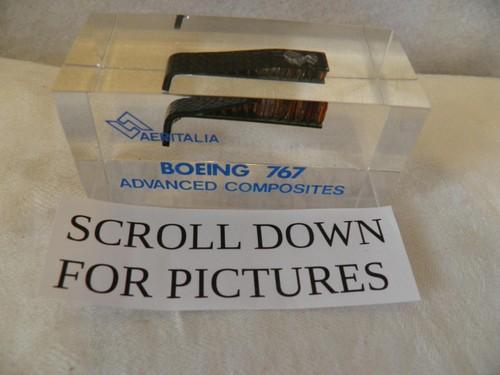 AERITALIA
BOEING 767
ADVANCED COMPOSITES
SCROLL DOWN
FOR PICTURES